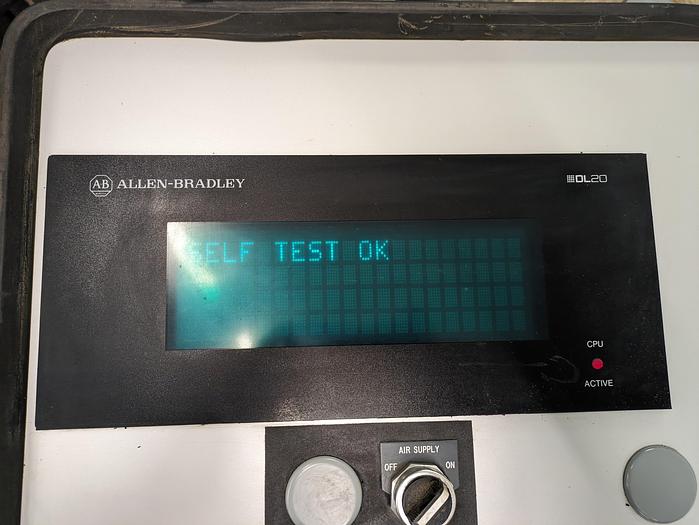 AB ALLEN-BRADLEY
DL20
SELF TEST OK
CPU
ACTIVE
AIR SUPPLY
OFF ON